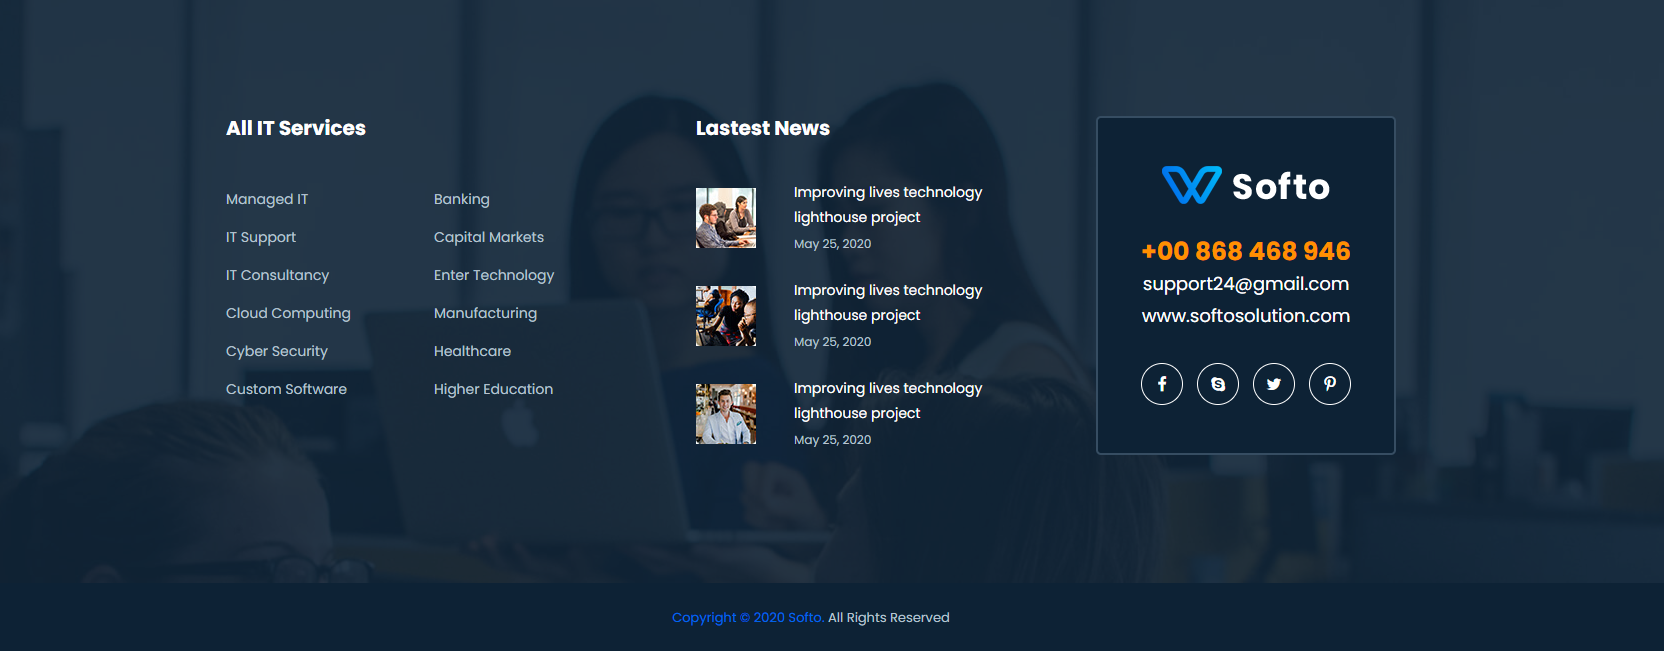 All IT Services
Managed IT
IT Support
IT Consultancy
Cloud Computing
Cyber Security
Custom Software
Banking
Capital Markets
Enter Technology
Manufacturing
Healthcare
Higher Education
Lastest News
Improving lives technology
lighthouse project
May 25, 2020
Improving lives technology
lighthouse project
May 25, 2020
Improving lives technology
lighthouse project
May 25, 2020
Softo
+00 868 468 946
support24@gmail.com
www.softosolution.com
Copyright © 2020 Softo. All Rights Reserved